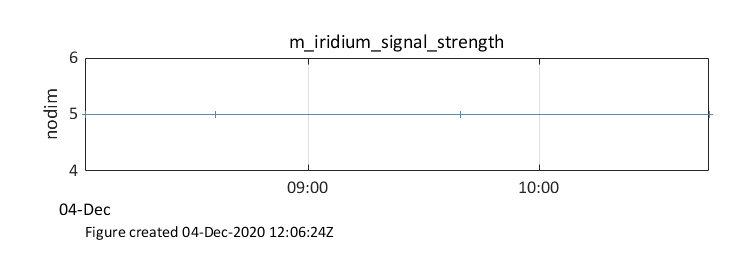 m_iridium_signal_strength
6
5
4
nodim
09:00 10:00
04-Dec
Figure created 04-Dec-2020 12:06:24Z